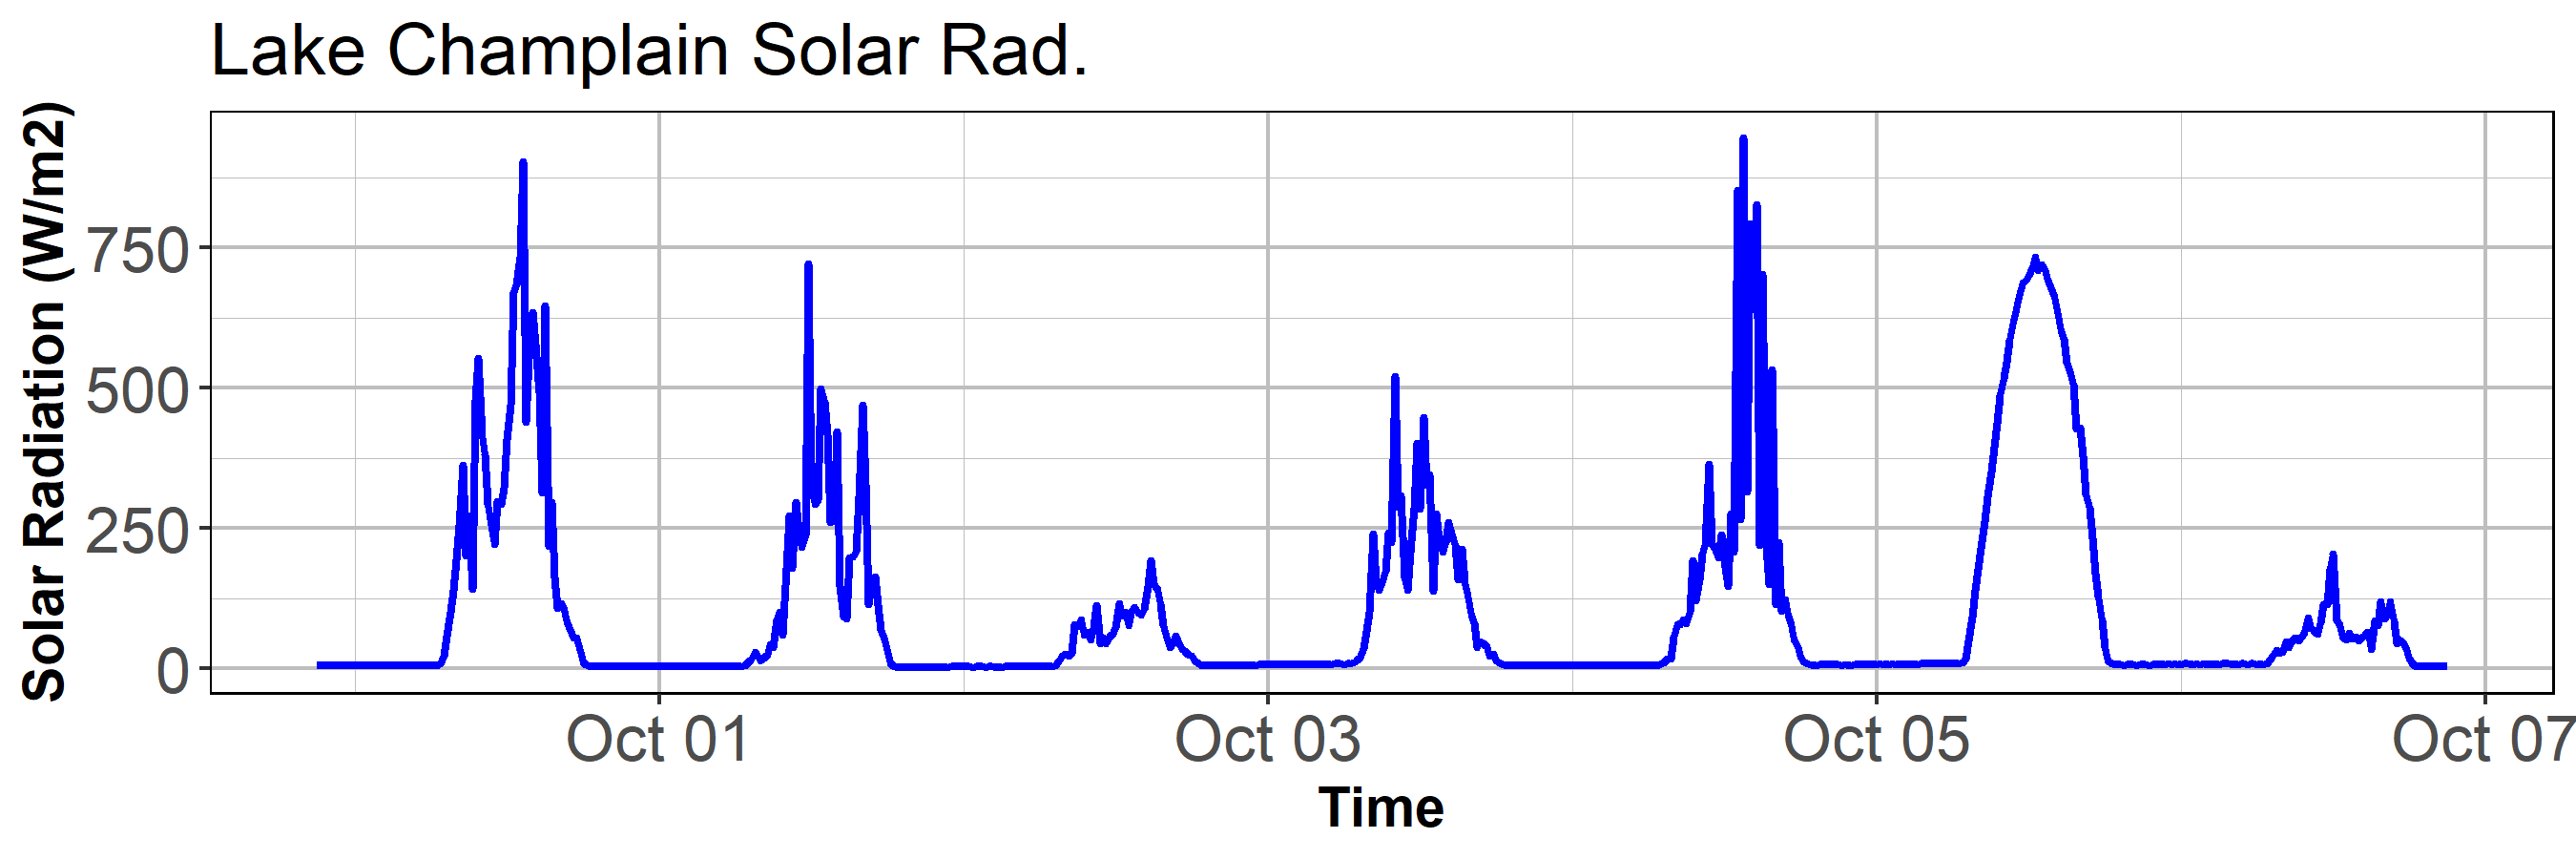 Lake Champlain Solar Rad.
Solar Radiation (W/m2)
750
500
250
0
Oct 01 Oct 03 Oct 05 Oct 07
Time